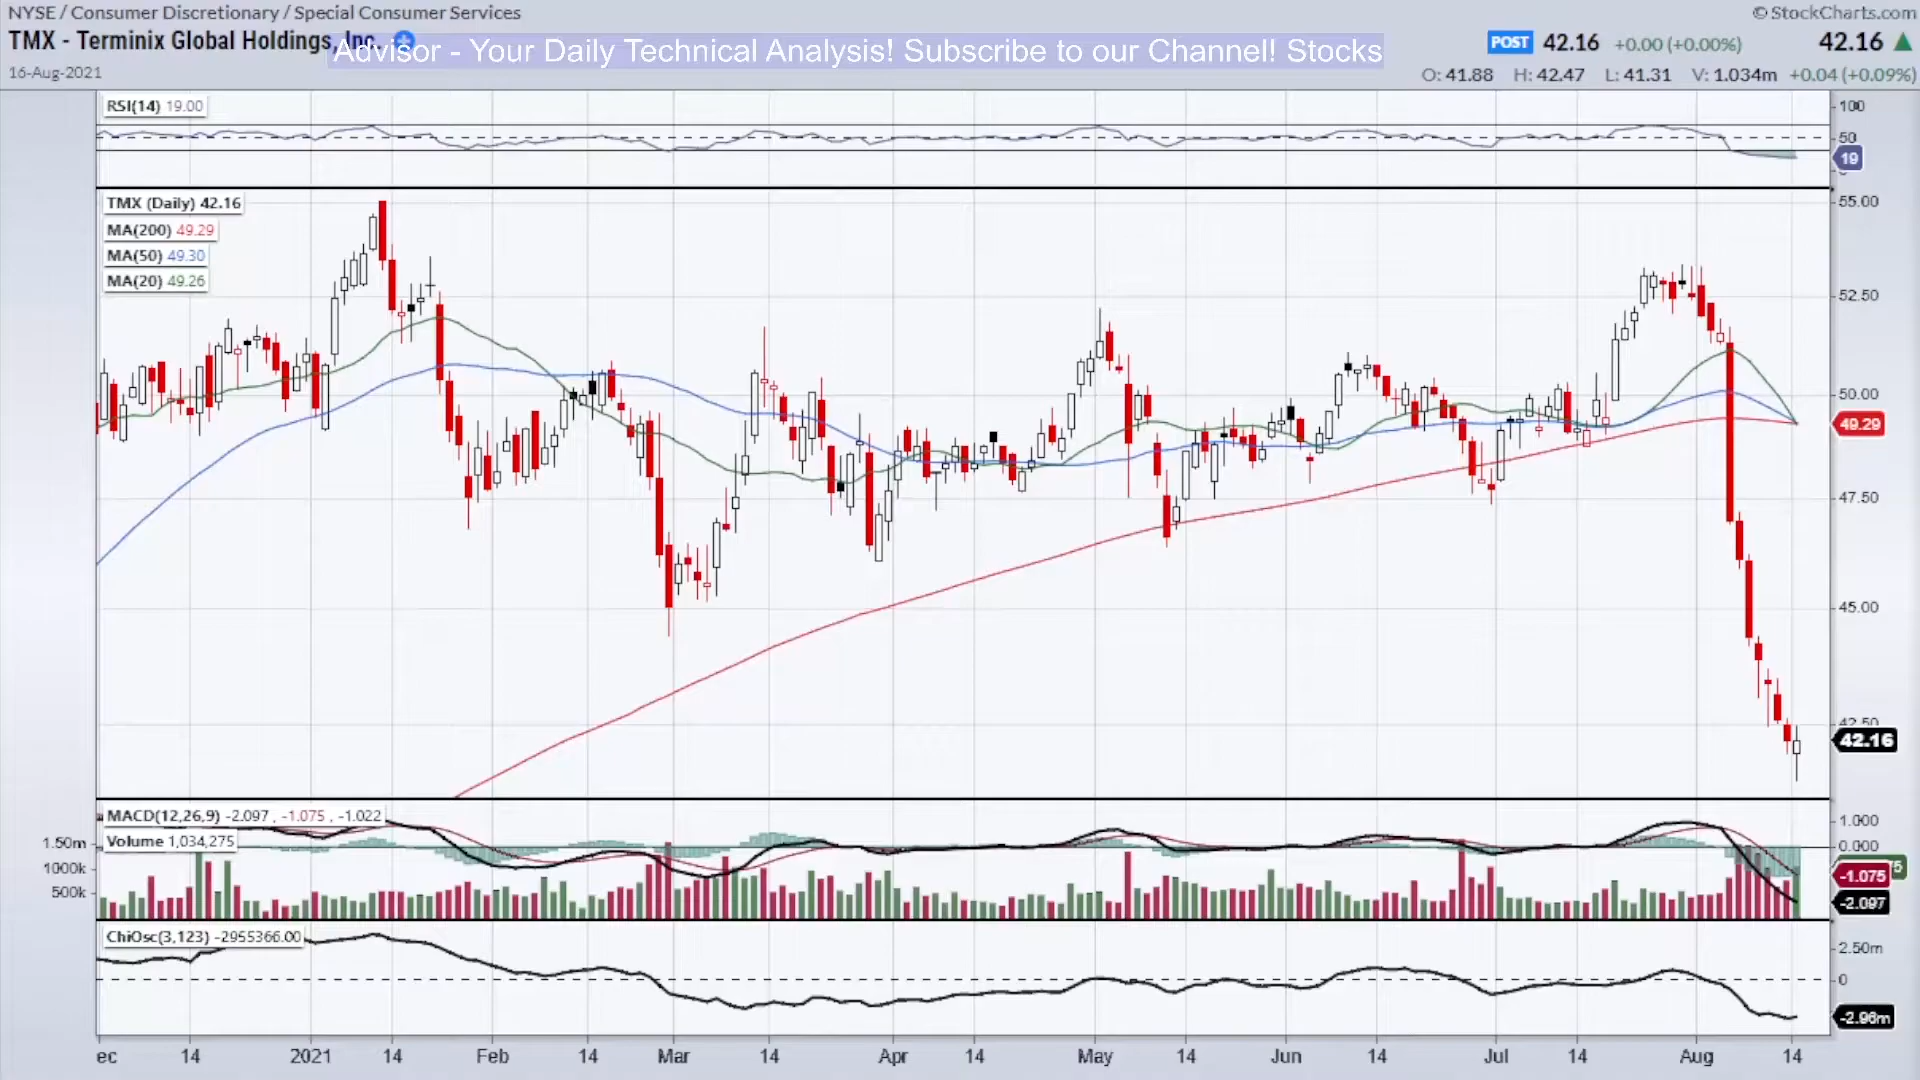 NYSE / Consumer Discretionary / Special Consumer Services
© StockCharts.com
TMX - Terminix Global Holdings, Inc.
Advisor - Your Daily Technical Analysis! Subscribe to our Channel! Stocks
POST 42.16 +0.00 (+0.00%) 42.16
16-Aug-2021
O: 41.88 H: 42.47 L: 41.31 V: 1.034m +0.04 (+0.09%)
RSI(14) 19.00
100
50
19
TMX (Daily) 42.16
MA(200) 49.29
MA(50) 49.30
MA(20) 49.26
55.00
52.50
50.00
49.29
47.50
45.00
42.50
42.16
MACD(12,26,9) -2.097, -1.075, -1.022
Volume 1,034,275
1.50m
1000k
500k
1.000
0.000
-1.075
-2.097
ChiOsc(3,123) -2955366.00
2.50m
0
-2.96m
ec 14 2021 14 Feb 14 Mar 14 Apr 14 May 14 Jun 14 Jul 14 Aug 14